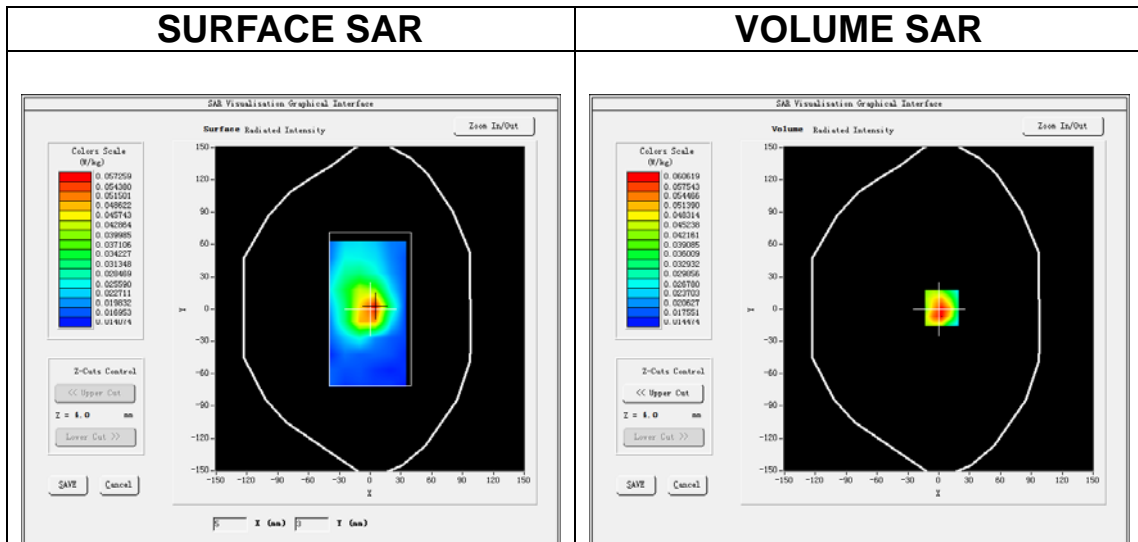 SURFACE SAR
VOLUME SAR
SAR Visualisation Graphical Interface
Surface Radiated Intensity
Zoom In/Out
Colors Scale
(W/kg)
0.057259
0.054380
0.051501
0.048622
0.045743
0.042864
0.039985
0.037106
0.034227
0.031348
0.028469
0.025590
0.022711
0.019832
0.016953
0.014074
Z-Cuts Control
<< Upper Cut
Z = 4.0 mm
Lower Cut >>
SAVE Cancel
150
120
90
60
30
0
-30
-60
-90
-120
-150
Y
-150 -120 -90 -60 -30 0 30 60 90 120 150
X
5 X (mm) 3 Y (mm)
SAR Visualisation Graphical Interface
Volume Radiated Intensity
Zoom In/Out
Colors Scale
(W/kg)
0.060619
0.057543
0.054466
0.051390
0.048314
0.045238
0.042161
0.039085
0.036009
0.032932
0.029856
0.026780
0.023703
0.020627
0.017551
0.014474
Z-Cuts Control
<< Upper Cut
Z = 4.0 mm
Lower Cut >>
SAVE Cancel
150
120
90
60
30
0
-30
-60
-90
-120
-150
Y
-150 -120 -90 -60 -30 0 30 60 90 120 150
X